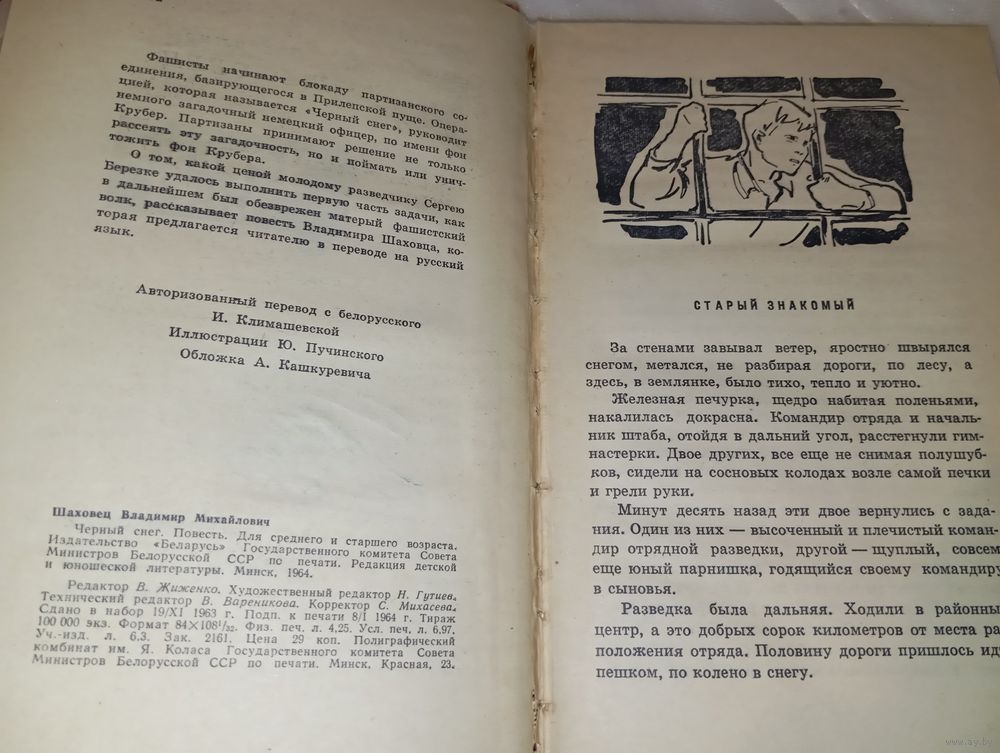 Фашисты начинают блокаду партизанского со-
единения, базирующегося в Приленской пуще. Опера-
цией, которая называется «Черный снег», руководит
немного загадочный немецкий офицер, по имени фон
Крубер. Партизаны принимают решение не только
рассеять эту загадочность, но и поймать или унич-
тожить фон Крубера.
О том, какой ценой молодому разведчику Сергею
Березке удалось выполнить первую часть задачи, как
в дальнейшем был обезврежен матерый фашистский
волк, рассказывает повесть Владимира Шаховца, ко-
торая предлагается читателю в переводе на русский
язык.
Авторизованный перевод с белорусского
И. Климашевской
Иллюстрации Ю. Пучинского
Обложка А. Кашкуревича
Шаховец Владимир Михайлович
Черный снег. Повесть. Для среднего и старшего возраста.
Издательство «Беларусь» Государственного комитета Совета
Министров Белорусской ССР по печати. Редакция детской
и юношеской литературы. Минск, 1964.
Редактор В. Жиженко. Художественный редактор Н. Гутиев.
Технический редактор В. Вареникова. Корректор С. Михасева.
Сдано в набор 19/XI 1963 г. Подп. к печати 8/I 1964 г. Тираж
100 000 экз. Формат 84×108¹/₃₂. Физ. печ. л. 4,25. Усл. печ. л. 6,97.
Уч.-изд. л. 6.3. Зак. 2161. Цена 29 коп. Полиграфический
комбинат им. Я. Коласа Государственного комитета Совета
Министров Белорусской ССР по печати. Минск, Красная, 23.
СТАРЫЙ ЗНАКОМЫЙ
За стенами завывал ветер, яростно швырялся
снегом, метался, не разбирая дороги, по лесу, а
здесь, в землянке, было тихо, тепло и уютно.
Железная печурка, щедро набитая поленьями,
накалилась докрасна. Командир отряда и началь-
ник штаба, отойдя в дальний угол, расстегнули гим-
настерки. Двое других, все еще не снимая полушуб-
ков, сидели на сосновых колодах возле самой печки
и грели руки.
Минут десять назад эти двое вернулись с зада-
ния. Один из них — высоченный и плечистый коман-
дир отрядной разведки, другой — щуплый, совсем
еще юный парнишка, годящийся своему командиру
в сыновья.
Разведка была дальняя. Ходили в районны
центр, а это добрых сорок километров от места ра
положения отряда. Половину дороги пришлось ид
пешком, по колено в снегу.
www.ay.by